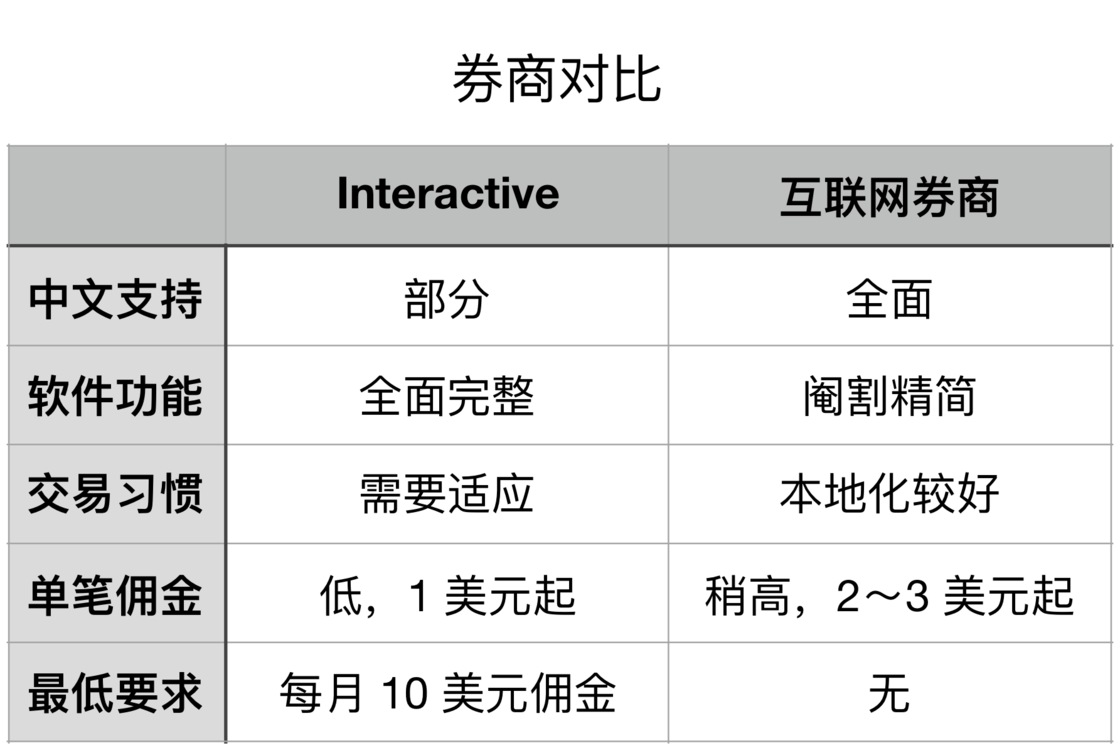 券商对比
Interactive 互联网券商
中文支持 部分 全面
软件功能 全面完整 阉割精简
交易习惯 需要适应 本地化较好
单笔佣金 低，1 美元起 稍高，2～3 美元起
最低要求 每月 10 美元佣金 无